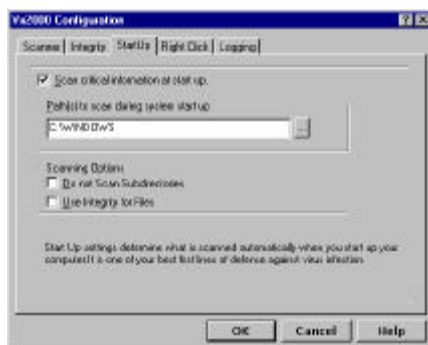 Vx2000 Configuration
Scanner Integrity StartUp Right Click Logging
Scan critical information at start up.
Path(s) to scan during system start up
C:\WINDOWS
...
Scanning Options
Do not Scan Subdirectories
Use Integrity for Files
Start Up settings determine what is scanned automatically when you start up your
computer.It is one of your best first lines of defense against virus infection
OK Cancel Help